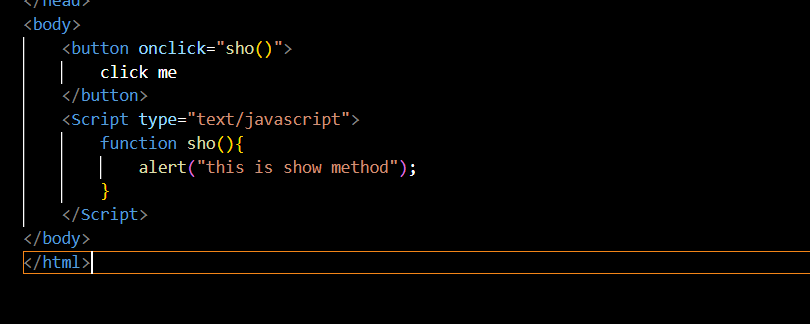 </head>
<body>
<button onclick="sho()">
click me
</button>
<Script type="text/javascript">
function sho(){
alert("this is show method");
}
</Script>
</body>
</html>